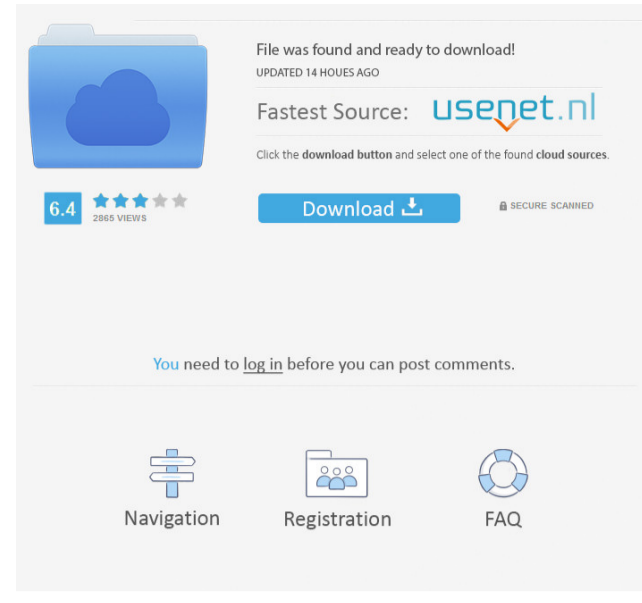 File was found and ready to download!
UPDATED 14 HOUES AGO
Fastest Source: usenet.nl
Click the download button and select one of the found cloud sources.
6.4
2865 VIEWS
Download
SECURE SCANNED
You need to log in before you can post comments.
Navigation
Registration
FAQ